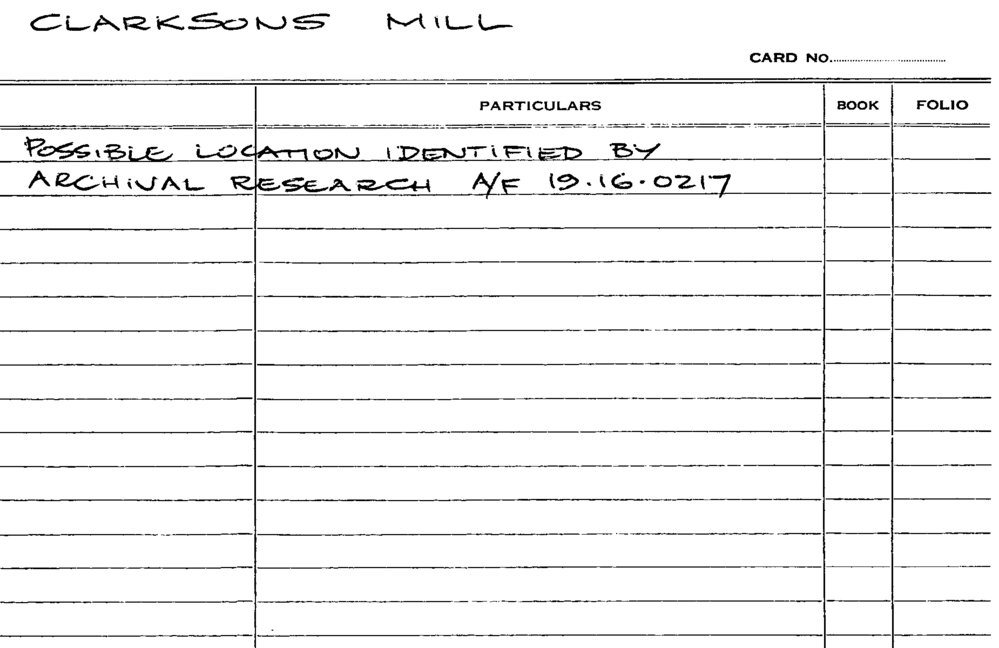 CLARKSONS MILL
CARD No.
PARTICULARS BOOK FOLIO
POSSIBLE LOCATION IDENTIFIED BY
ARCHIVAL RESEARCH A/F 19.16.0217